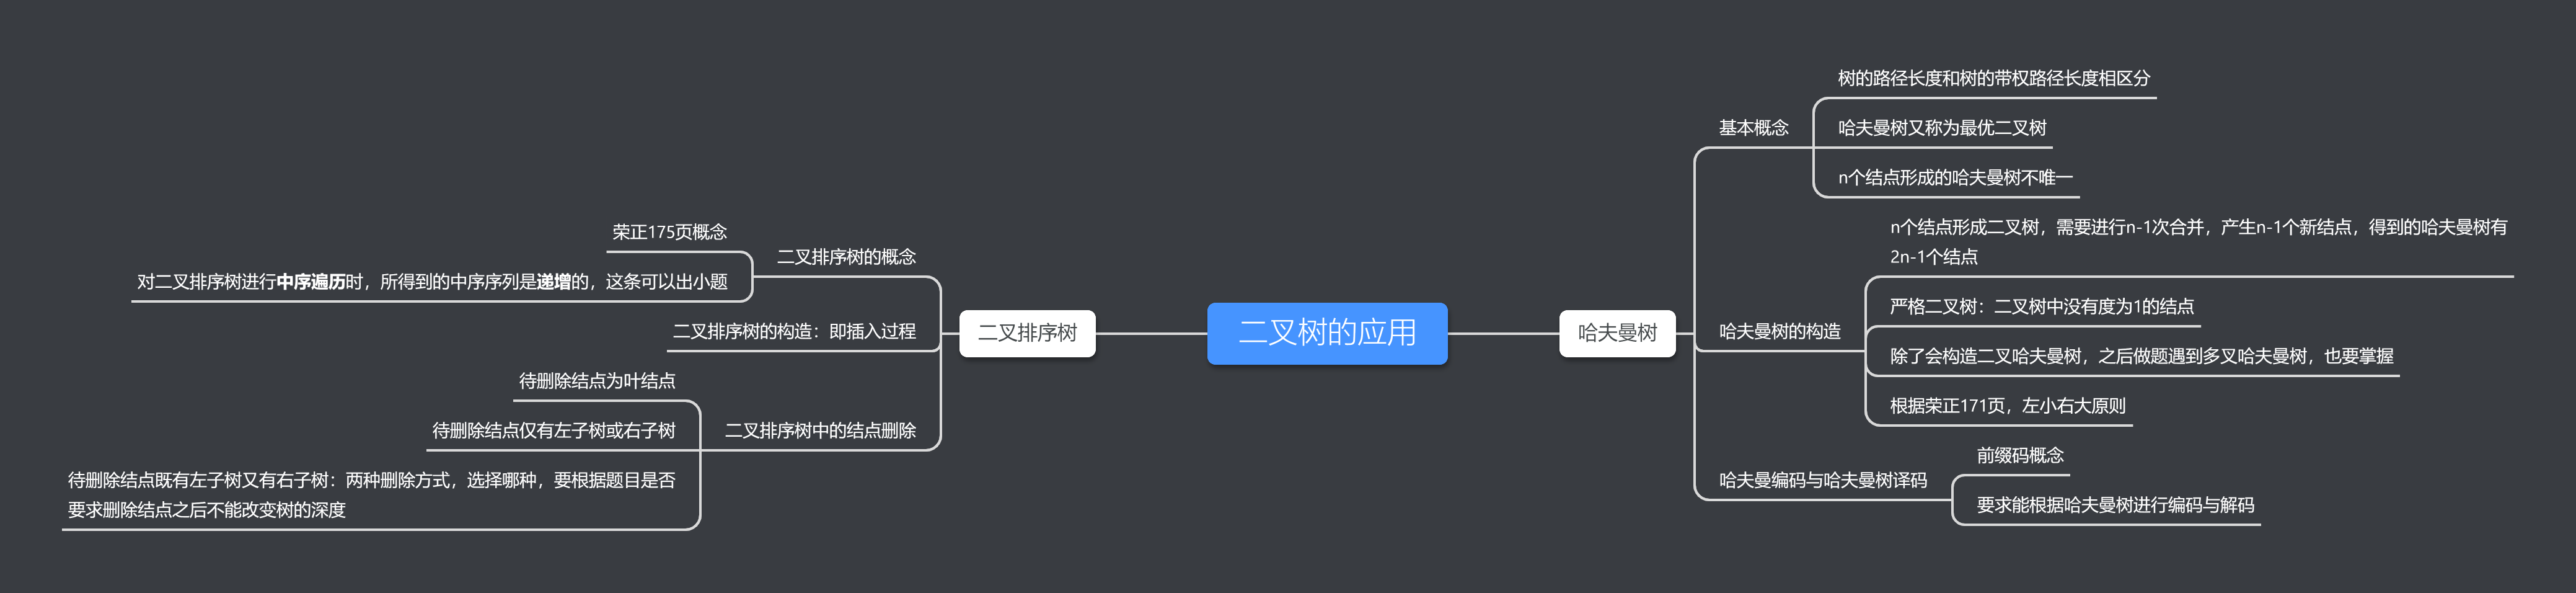 二叉树的应用
哈夫曼树
基本概念
树的路径长度和树的带权路径长度相区分
哈夫曼树又称为最优二叉树
n个结点形成的哈夫曼树不唯一
哈夫曼树的构造
n个结点形成二叉树，需要进行n-1次合并，产生n-1个新结点，得到的哈夫曼树有
2n-1个结点
严格二叉树：二叉树中没有度为1的结点
除了会构造二叉哈夫曼树，之后做题遇到多叉哈夫曼树，也要掌握
根据荣正171页，左小右大原则
哈夫曼编码与哈夫曼树译码
前缀码概念
要求能根据哈夫曼树进行编码与解码
二叉排序树
二叉排序树的概念
荣正175页概念
对二叉排序树进行中序遍历时，所得到的中序序列是递增的，这条可以出小题
二叉排序树的构造：即插入过程
二叉排序树中的结点删除
待删除结点为叶结点
待删除结点仅有左子树或右子树
待删除结点既有左子树又有右子树：两种删除方式，选择哪种，要根据题目是否
要求删除结点之后不能改变树的深度